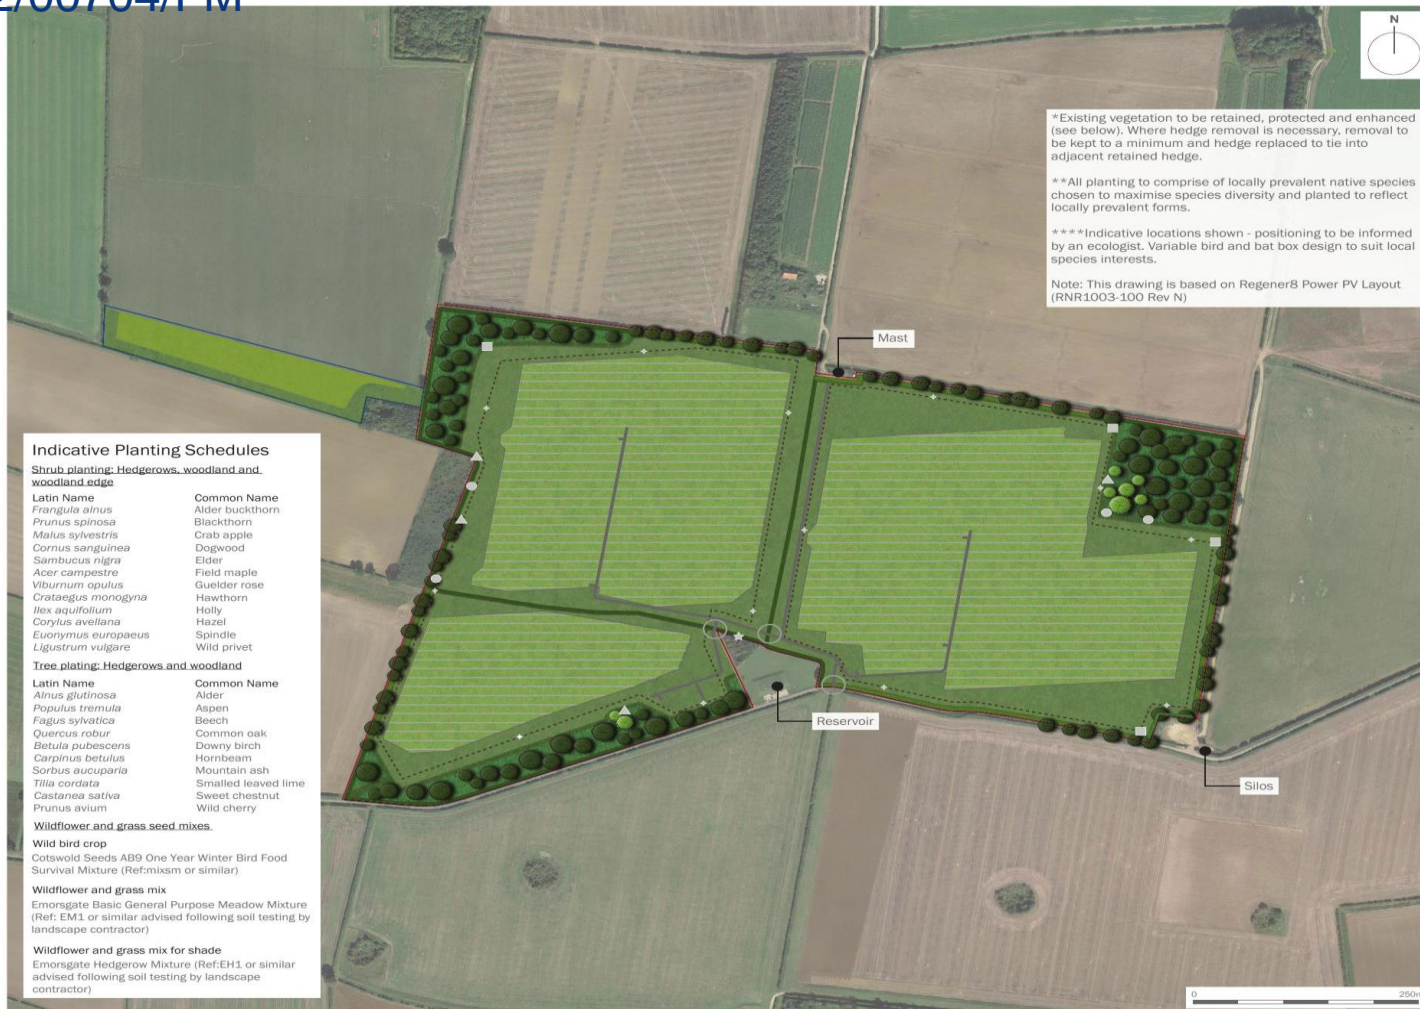 N
*Existing vegetation to be retained, protected and enhanced
(see below). Where hedge removal is necessary, removal to
be kept to a minimum and hedge replaced to tie into
adjacent retained hedge.
**All planting to comprise of locally prevalent native species
chosen to maximise species diversity and planted to reflect
locally prevalent forms.
****Indicative locations shown - positioning to be informed
by an ecologist. Variable bird and bat box design to suit local
species interests.
Note: This drawing is based on Regener8 Power PV Layout
(RNR1003-100 Rev N)
Mast
Reservoir
Silos
Indicative Planting Schedules
Shrub planting: Hedgerows, woodland and
woodland edge
Latin Name Common Name
Frangula alnus Alder buckthorn
Prunus spinosa Blackthorn
Malus sylvestris Crab apple
Cornus sanguinea Dogwood
Sambucus nigra Elder
Acer campestre Field maple
Viburnum opulus Guelder rose
Crataegus monogyna Hawthorn
Ilex aquifolium Holly
Corylus avellana Hazel
Euonymus europaeus Spindle
Ligustrum vulgare Wild privet
Tree plating: Hedgerows and woodland
Latin Name Common Name
Alnus glutinosa Alder
Populus tremula Aspen
Fagus sylvatica Beech
Quercus robur Common oak
Betula pubescens Downy birch
Carpinus betulus Hornbeam
Sorbus aucuparia Mountain ash
Tilia cordata Smalled leaved lime
Castanea sativa Sweet chestnut
Prunus avium Wild cherry
Wildflower and grass seed mixes
Wild bird crop
Cotswold Seeds AB9 One Year Winter Bird Food
Survival Mixture (Ref:mixsm or similar)
Wildflower and grass mix
Emorsgate Basic General Purpose Meadow Mixture
(Ref: EM1 or similar advised following soil testing by
landscape contractor)
Wildflower and grass mix for shade
Emorsgate Hedgerow Mixture (Ref:EH1 or similar
advised following soil testing by landscape
contractor)
0 250m